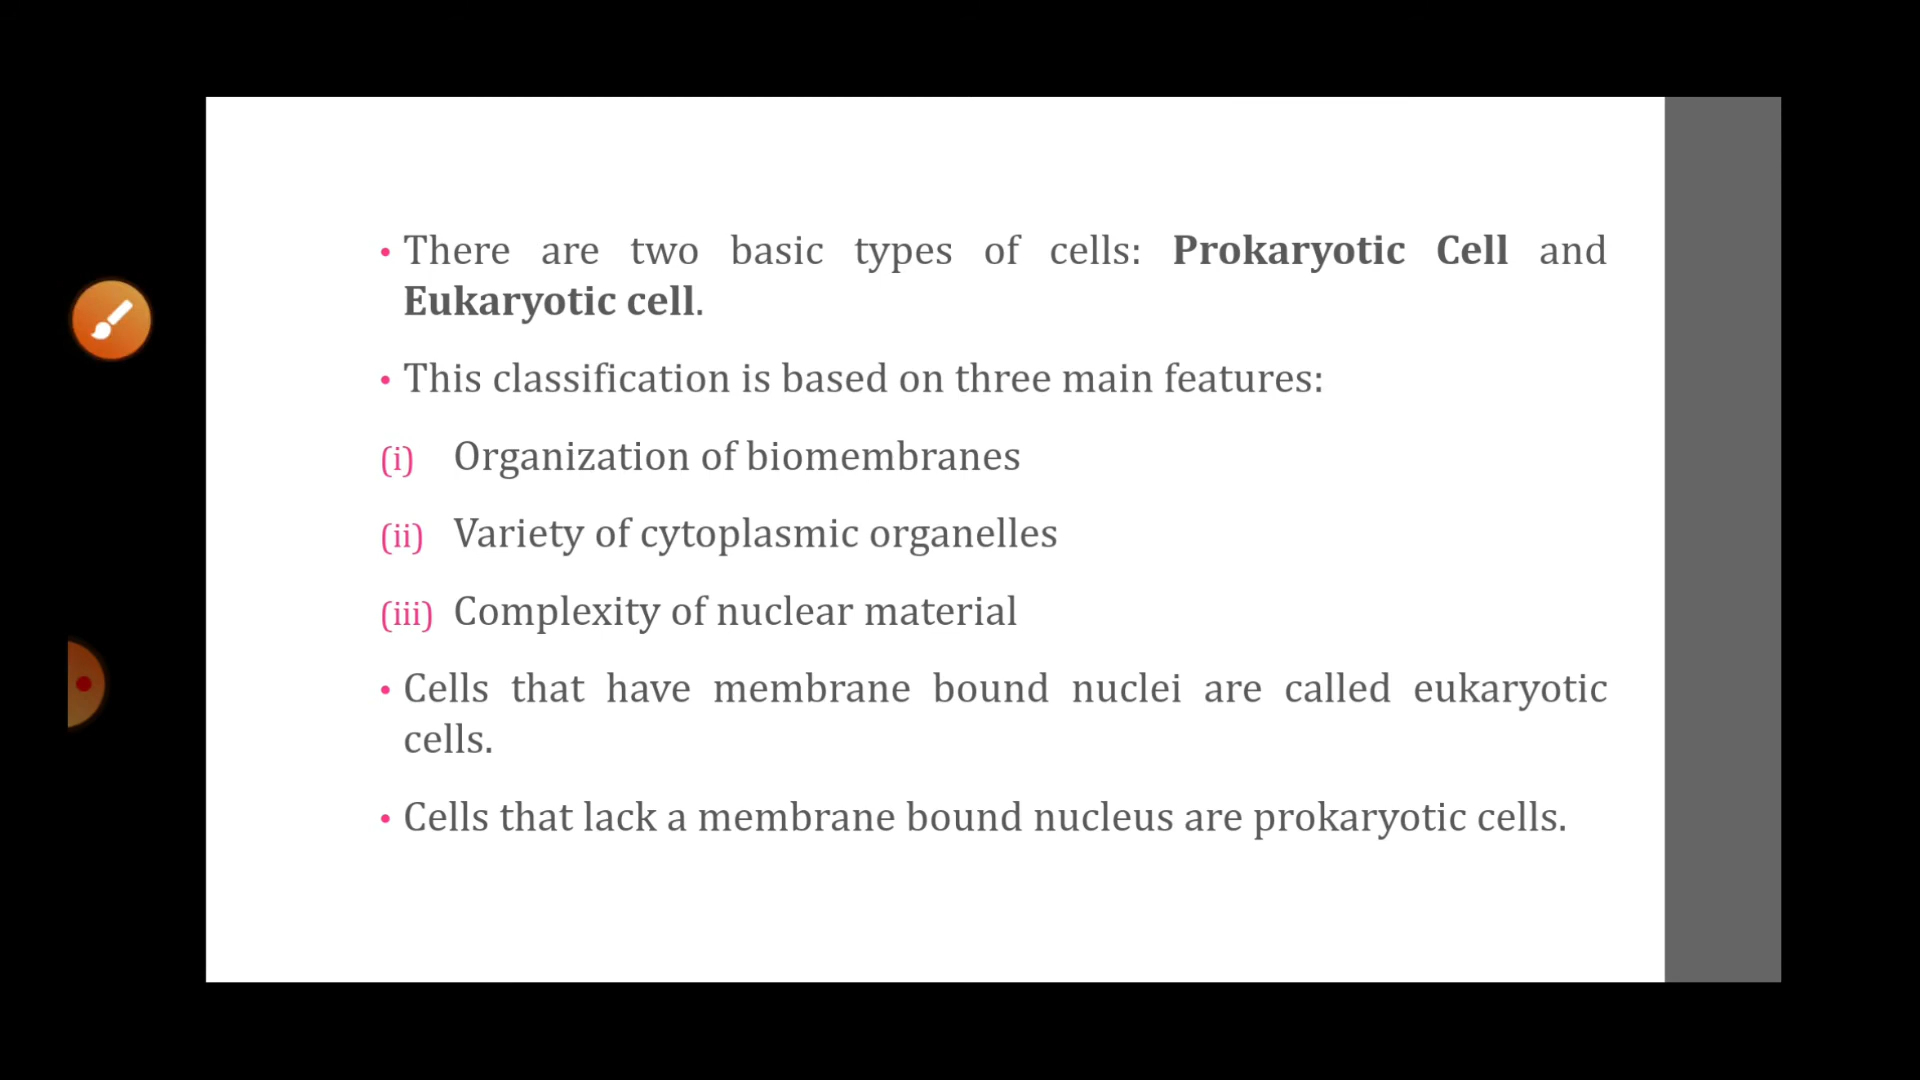 • There are two basic types of cells: Prokaryotic Cell and
Eukaryotic cell.
• This classification is based on three main features:
(i) Organization of biomembranes
(ii) Variety of cytoplasmic organelles
(iii) Complexity of nuclear material
• Cells that have membrane bound nuclei are called eukaryotic
cells.
• Cells that lack a membrane bound nucleus are prokaryotic cells.